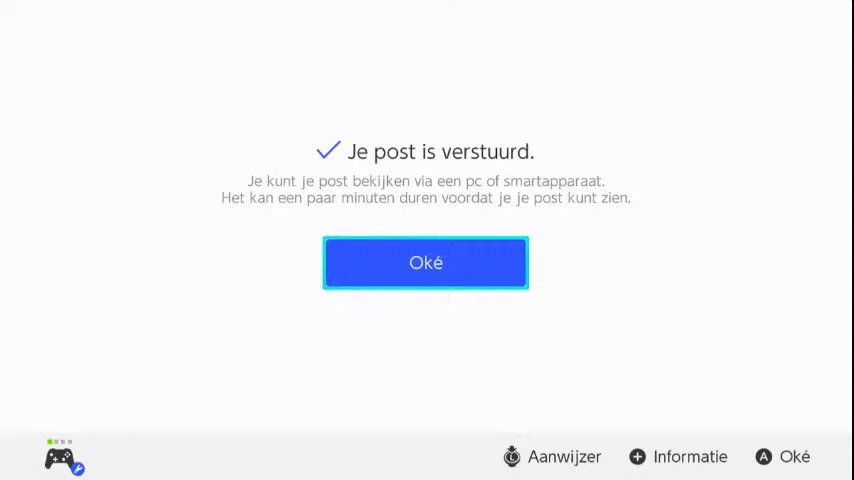 Je post is verstuurd.
Je kunt je post bekijken via een pc of smartapparaat.
Het kan een paar minuten duren voordat je je post kunt zien.
Oké
L Aanwijzer + Informatie A Oké